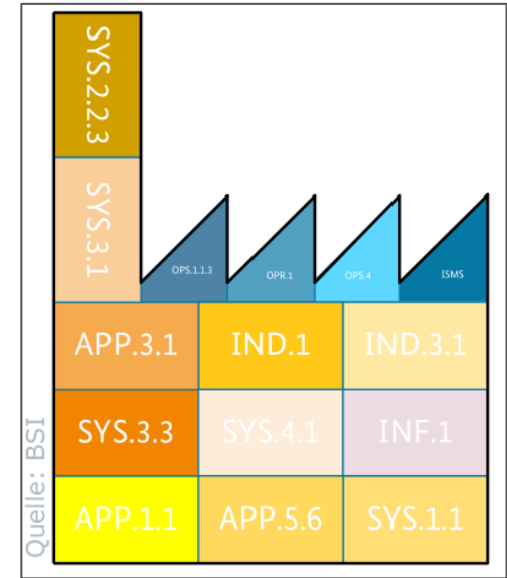 SYS.2.2.3
SYS.3.1
OPS.1.1.3
OPR.1
OPS.4
ISMS
APP.3.1
IND.1
IND.3.1
SYS.3.3
SYS.4.1
INF.1
APP.1.1
APP.5.6
SYS.1.1
Quelle: BSI